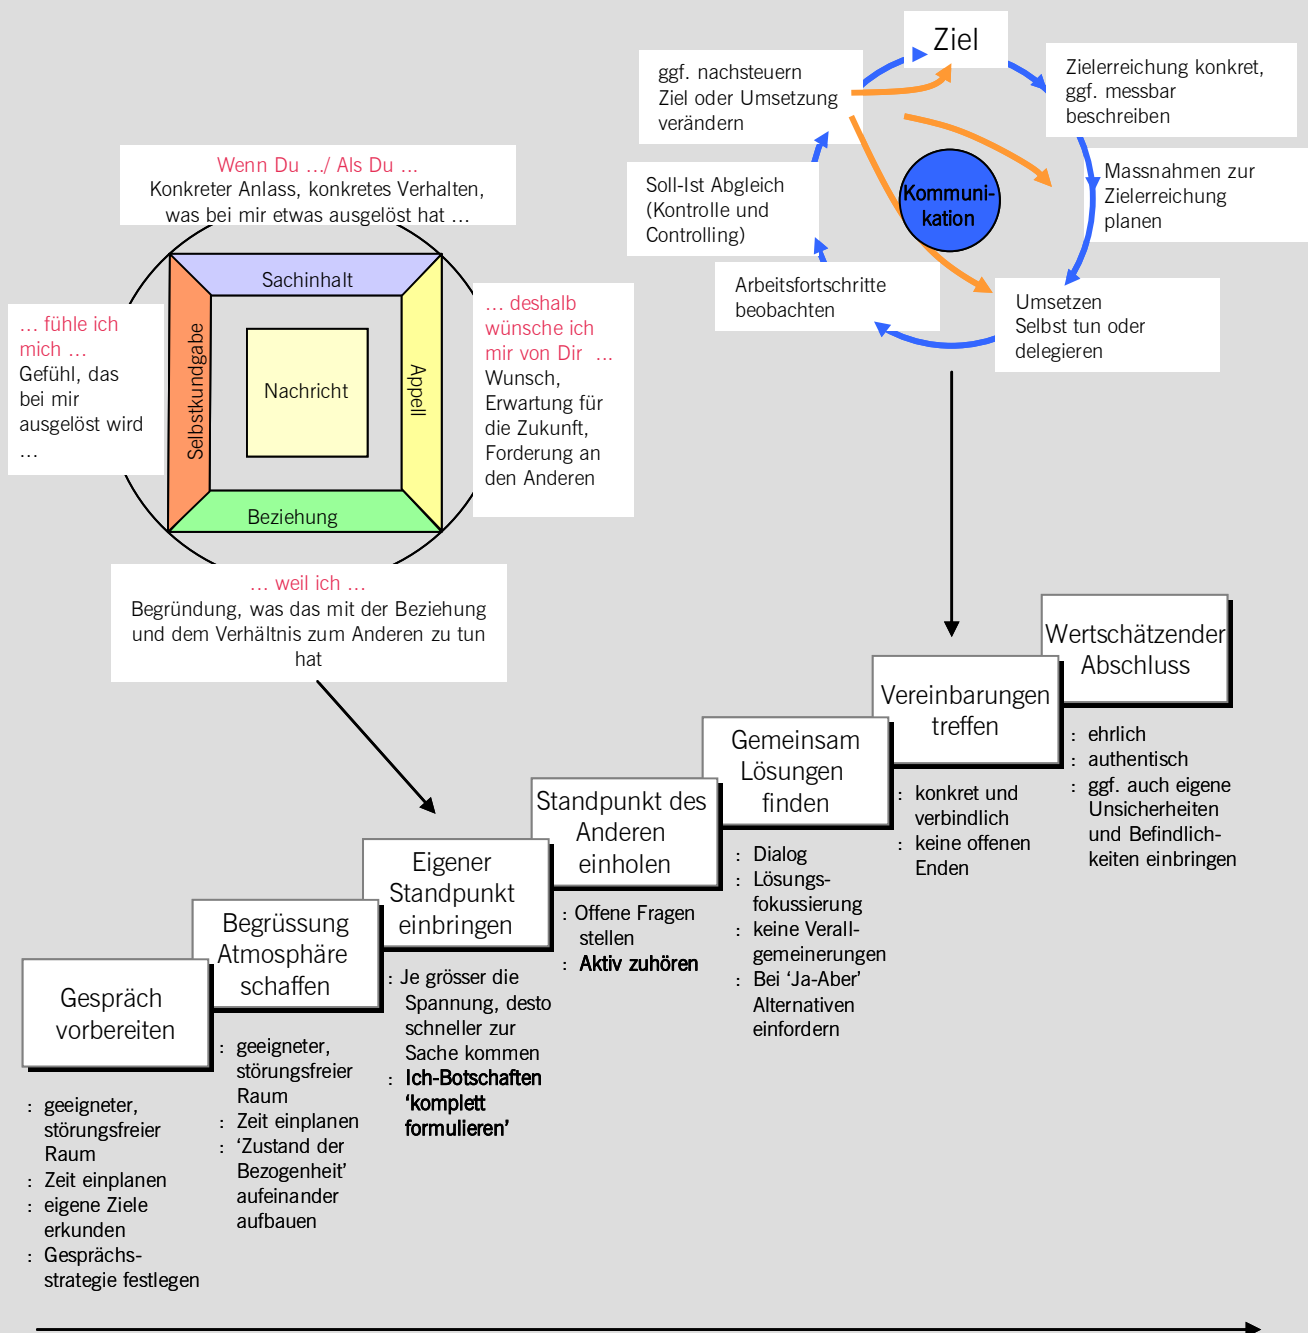 Ziel
ggf. nachsteuern
Ziel oder Umsetzung
verändern
Zielerreichung konkret,
ggf. messbar
beschreiben
Soll-Ist Abgleich
(Kontrolle und
Controlling)
Kommuni-
kation
Massnahmen zur
Zielerreichung
planen
Arbeitsfortschritte
beobachten
Umsetzen
Selbst tun oder
delegieren
Wenn Du .../ Als Du ...
Konkreter Anlass, konkretes Verhalten,
was bei mir etwas ausgelöst hat ...
Sachinhalt
... fühle ich
mich ...
Gefühl, das
bei mir
ausgelöst wird
...
Selbstkundgabe
Nachricht
Appell
... deshalb
wünsche ich
mir von Dir ...
Wunsch,
Erwartung für
die Zukunft,
Forderung an
den Anderen
Beziehung
... weil ich ...
Begründung, was das mit der Beziehung
und dem Verhältnis zum Anderen zu tun
hat
Gespräch
vorbereiten
: geeigneter,
störungsfreier
Raum
: Zeit einplanen
: eigene Ziele
erkunden
: Gesprächs-
strategie festlegen
Begrüssung
Atmosphäre
schaffen
: geeigneter,
störungsfreier
Raum
: Zeit einplanen
: ‘Zustand der
Bezogenheit’
aufeinander
aufbauen
Eigener
Standpunkt
einbringen
: Je grösser die
Spannung, desto
schneller zur
Sache kommen
: Ich-Botschaften
‘komplett
formulieren’
Standpunkt des
Anderen
einholen
: Offene Fragen
stellen
: Aktiv zuhören
Gemeinsam
Lösungen
finden
: Dialog
: Lösungs-
fokussierung
: keine Verall-
gemeinerungen
: Bei ‘Ja-Aber’
Alternativen
einfordern
Vereinbarungen
treffen
: konkret und
verbindlich
: keine offenen
Enden
Wertschätzender
Abschluss
: ehrlich
: authentisch
: ggf. auch eigene
Unsicherheiten
und Befindlich-
keiten einbringen